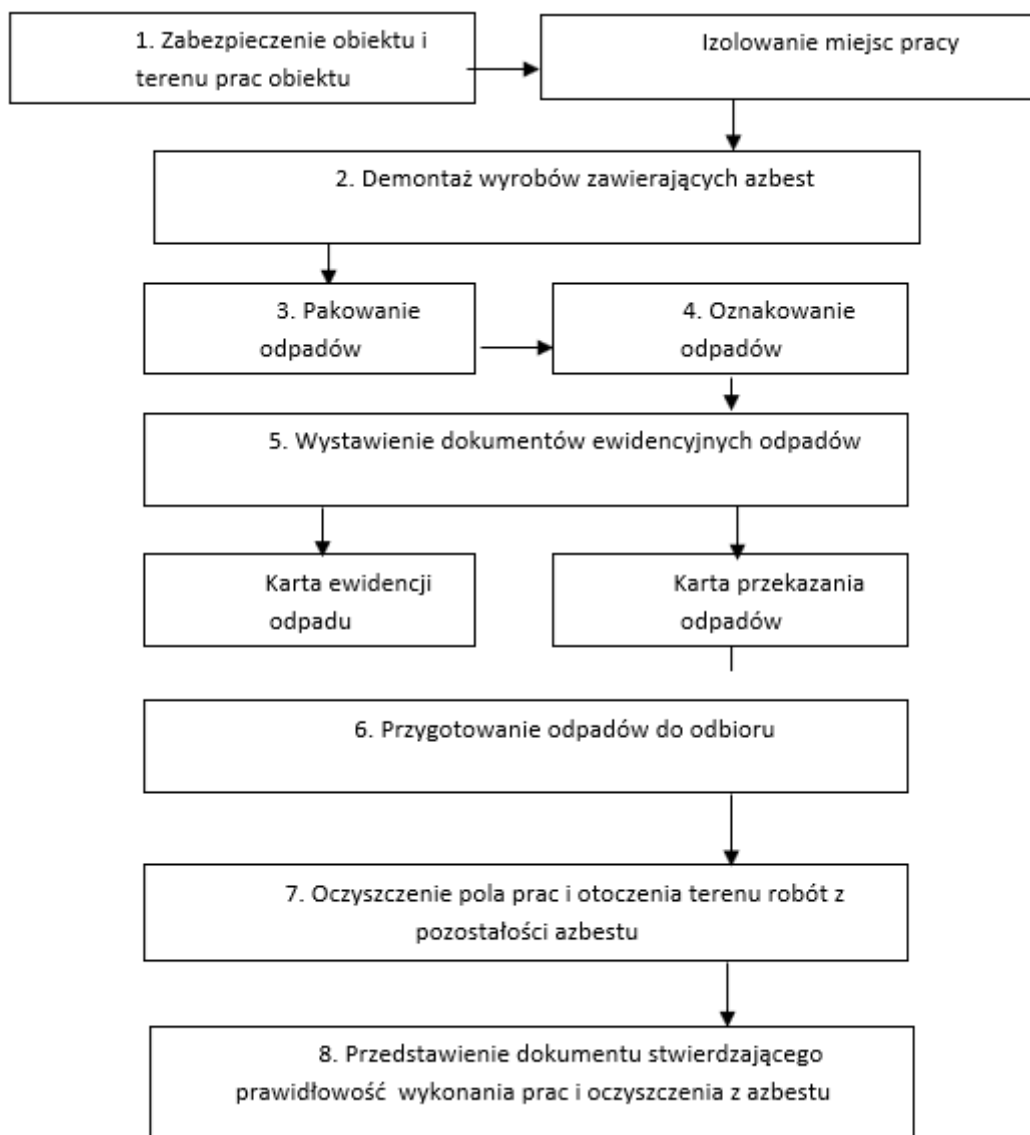 1. Zabezpieczenie obiektu i
terenu prac obiektu
Izolowanie miejsc pracy
2. Demontaż wyrobów zawierających azbest
3. Pakowanie
odpadów
4. Oznakowanie
odpadów
5. Wystawienie dokumentów ewidencyjnych odpadów
Karta ewidencji
odpadu
Karta przekazania
odpadów
6. Przygotowanie odpadów do odbioru
7. Oczyszczenie pola prac i otoczenia terenu robót z
pozostałości azbestu
8. Przedstawienie dokumentu stwierdzającego
prawidłowość wykonania prac i oczyszczenia z azbestu